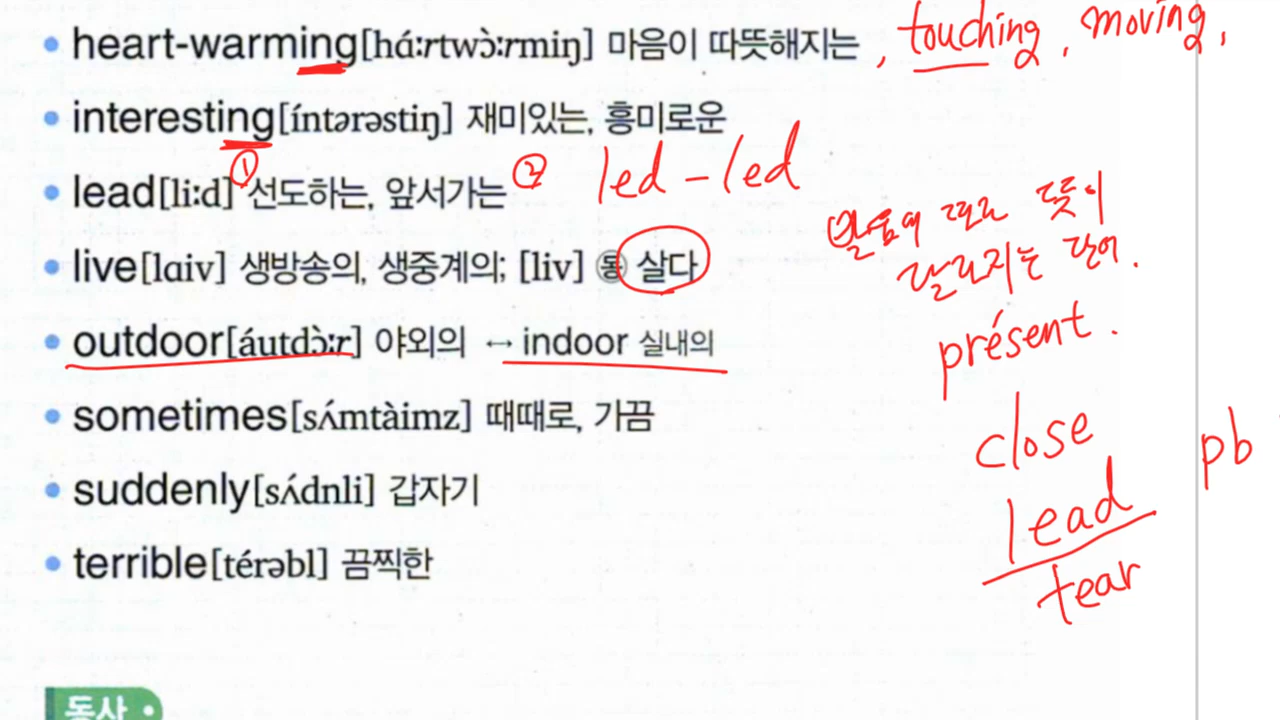 • heart-warming[háːrtwɔ̀ːrmiŋ] 마음이 따뜻해지는, touching, moving,
• interesting[íntərəstiŋ] 재미있는, 흥미로운
• lead[liːd] ① 선도하는, 앞서가는 ② led - led
발음에 따라 뜻이
• live[laiv] 생방송의, 생중계의; [liv] 동 살다
달라지는 단어.
• outdoor[áutdɔ̀ːr] 야외의 ↔ indoor 실내의
présent.
• sometimes[sʌ́mtàimz] 때때로, 가끔
close
pb
• suddenly[sʌ́dnli] 갑자기
lead
• terrible[térəbl] 끔찍한
tear
동사 •